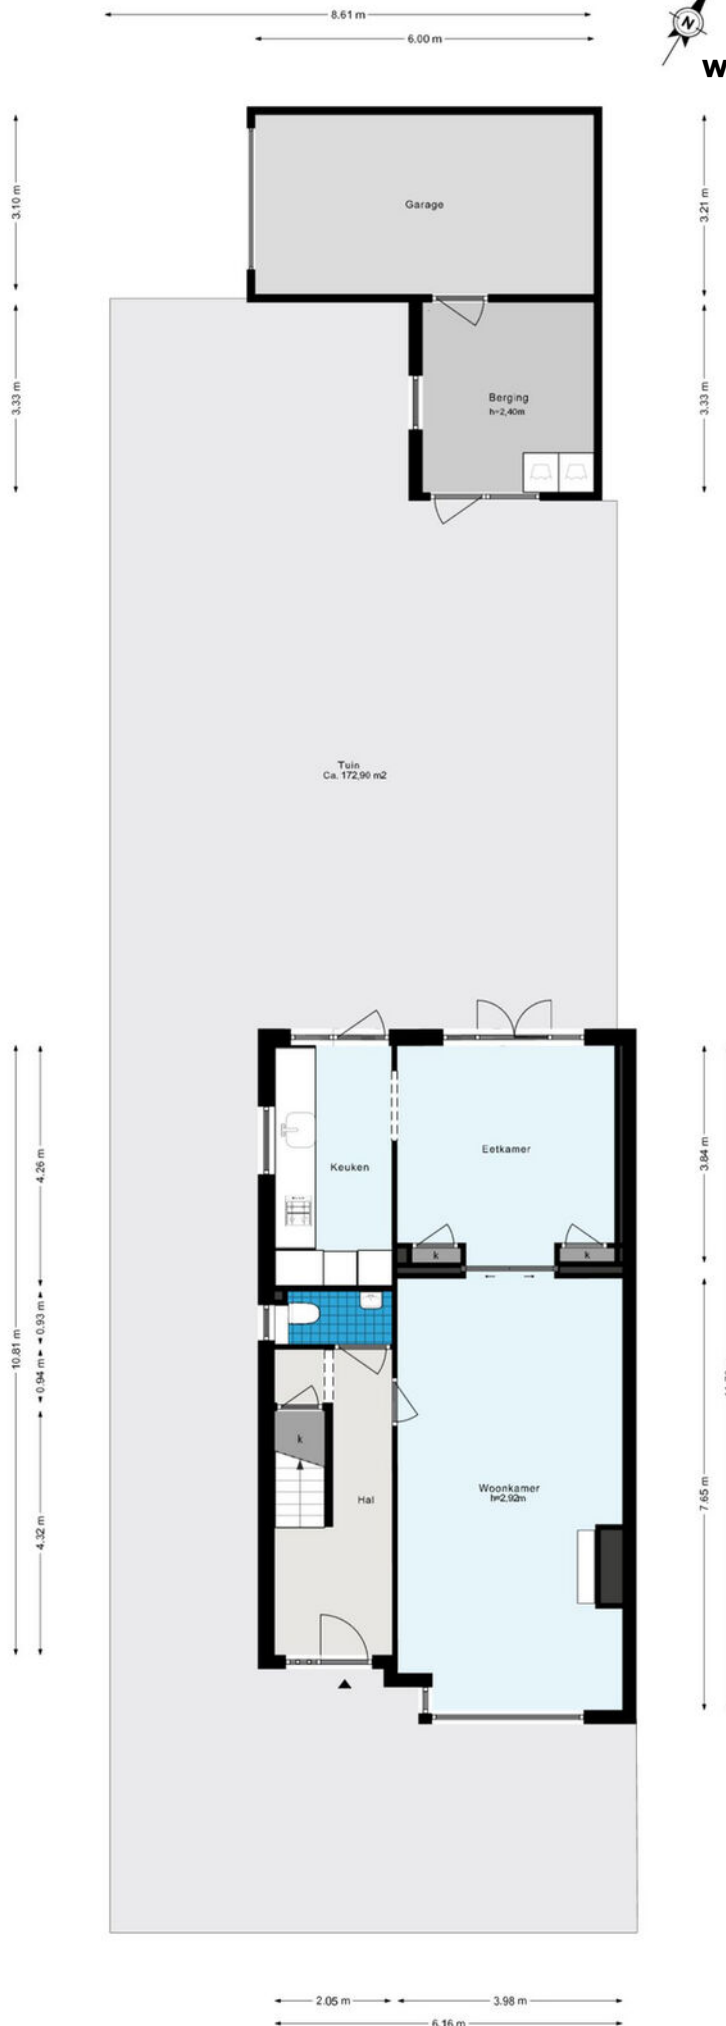 8.61 m
6.00 m
N
W
3.10 m
3.21 m
Garage
3.33 m
3.33 m
Berging
h=2,40m
Tuin
Ca. 172,90 m2
4.26 m
3.84 m
Keuken
Eetkamer
k
k
0.93 m
10.81 m
0.94 m
k
Hal
Woonkamer
h=2,92m
7.65 m
4.32 m
2.05 m
3.98 m
6.16 m